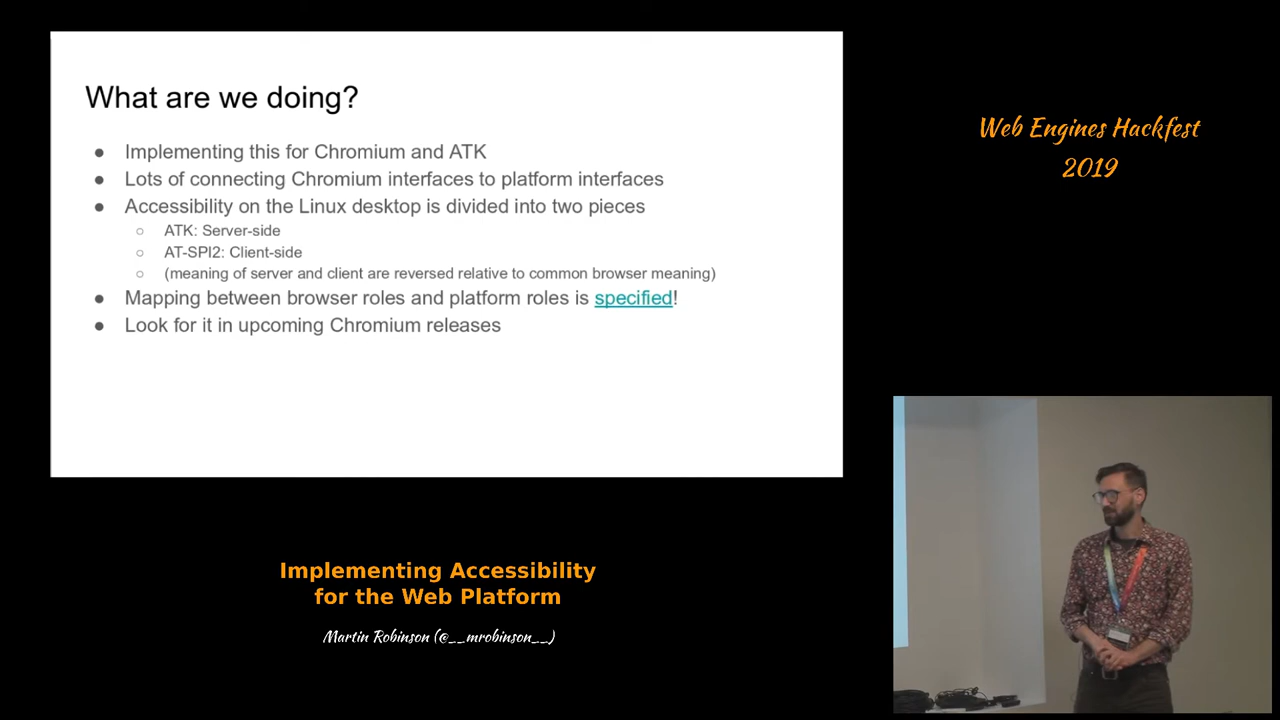 What are we doing?
● Implementing this for Chromium and ATK
● Lots of connecting Chromium interfaces to platform interfaces
● Accessibility on the Linux desktop is divided into two pieces
○ ATK: Server-side
○ AT-SPI2: Client-side
○ (meaning of server and client are reversed relative to common browser meaning)
● Mapping between browser roles and platform roles is specified!
● Look for it in upcoming Chromium releases
Web Engines Hackfest
2019
Implementing Accessibility
for the Web Platform
Martin Robinson (@__mrobinson__)